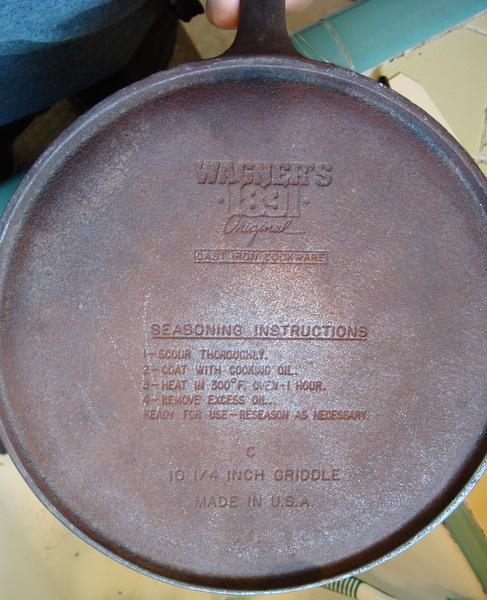 WAGNER'S
·1891·
Original
CAST IRON COOKWARE
SEASONING INSTRUCTIONS
1-SCOUR THOROUGHLY.
2-COAT WITH COOKING OIL.
3-HEAT IN 300°F. OVEN-1 HOUR.
4-REMOVE EXCESS OIL.
READY FOR USE-RESEASON AS NECESSARY.
C
10 1/4 INCH GRIDDLE
MADE IN U.S.A.